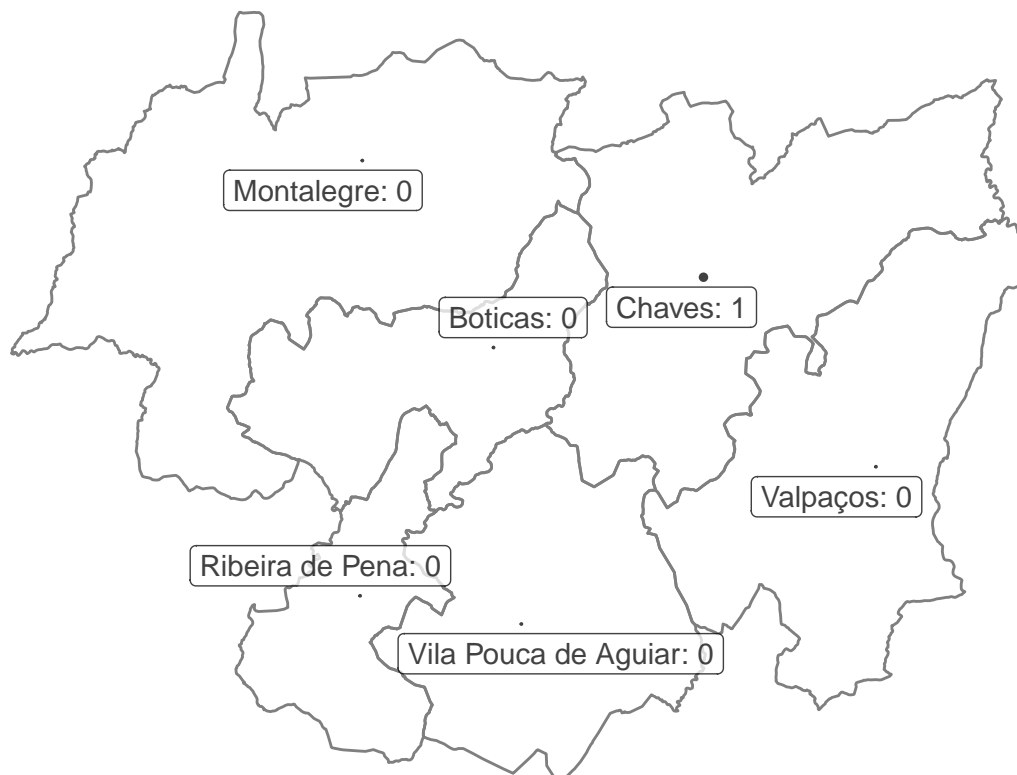 Montalegre: 0
Boticas: 0
Chaves: 1
Valpaços: 0
Ribeira de Pena: 0
Vila Pouca de Aguiar: 0